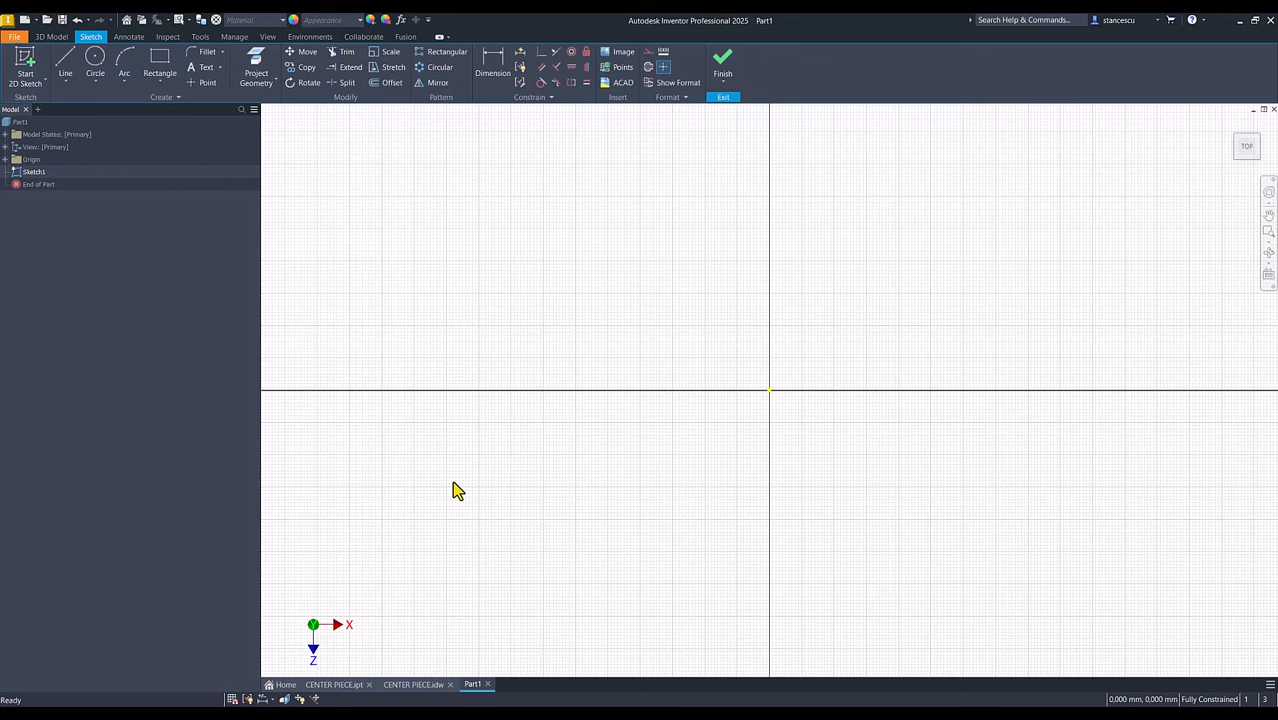 Material
Appearance
Autodesk Inventor Professional 2025 Part1
Search Help & Commands...
stancescu
File 3D Model Sketch Annotate Inspect Tools Manage View Environments Collaborate Fusion
Start
2D Sketch
Line
Circle
Arc
Rectangle
Fillet
Text
Point
Project
Geometry
Move
Copy
Rotate
Trim
Extend
Split
Scale
Stretch
Offset
Rectangular
Circular
Mirror
Dimension
Image
Points
ACAD
Show Format
Finish
Sketch Create Modify Pattern Constrain Insert Format Exit
Model
Part1
Model States: [Primary]
View: [Primary]
Origin
Sketch1
End of Part
TOP
Y
X
Z
Home CENTER PIECE.ipt CENTER PIECE.idw Part1
Ready
0,000 mm, 0,000 mm Fully Constrained 1 3